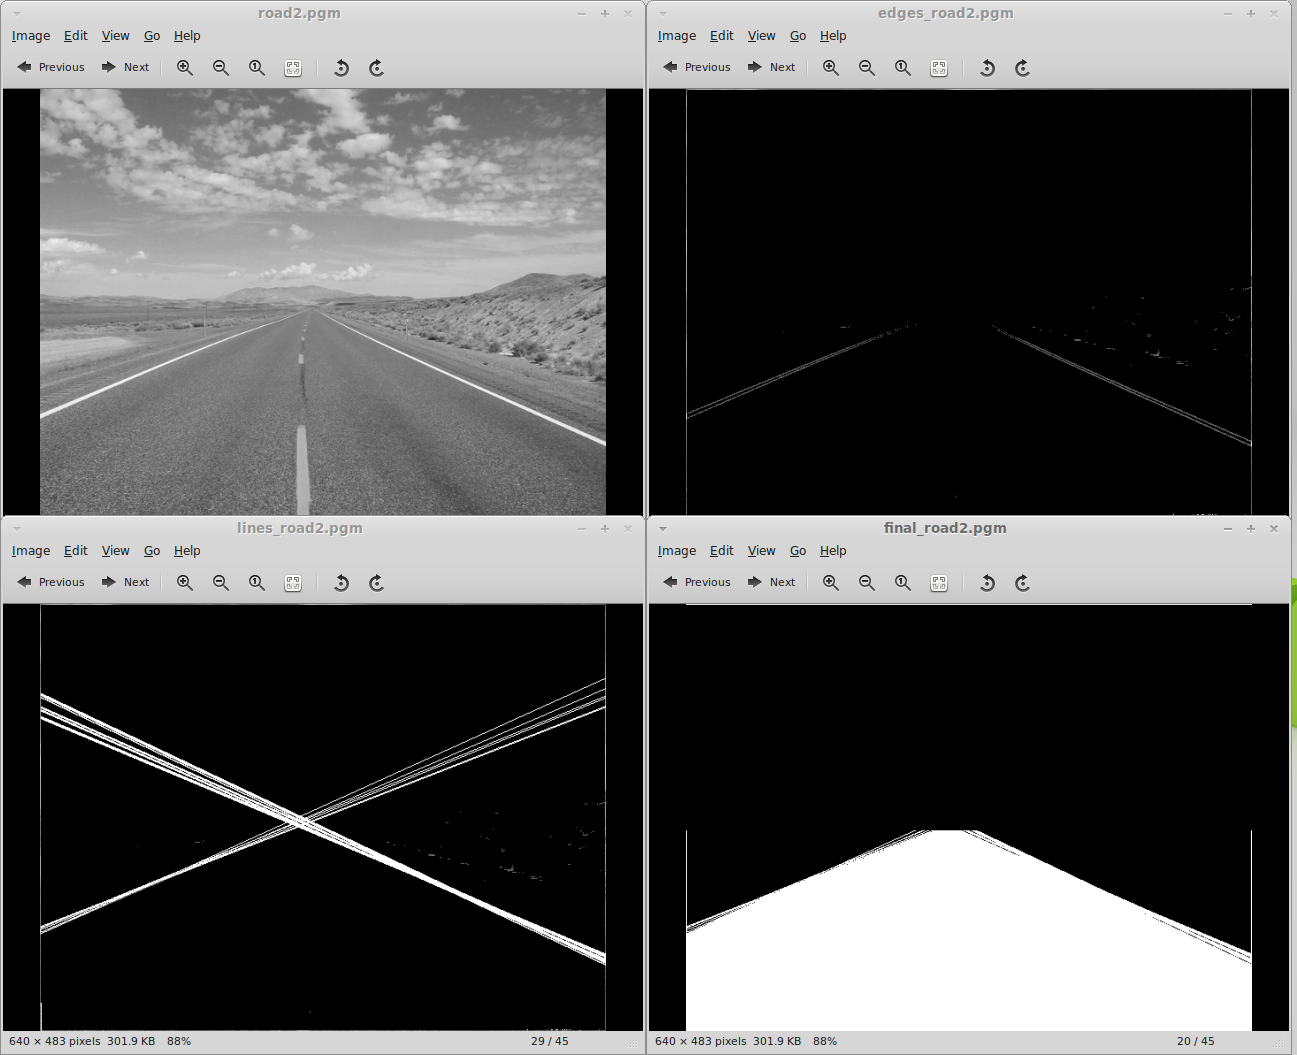 road2.pgm
Image Edit View Go Help
Previous Next
edges_road2.pgm
Image Edit View Go Help
Previous Next
lines_road2.pgm
Image Edit View Go Help
Previous Next
640 × 483 pixels 301.9 KB 88% 29 / 45
final_road2.pgm
Image Edit View Go Help
Previous Next
640 × 483 pixels 301.9 KB 88% 20 / 45